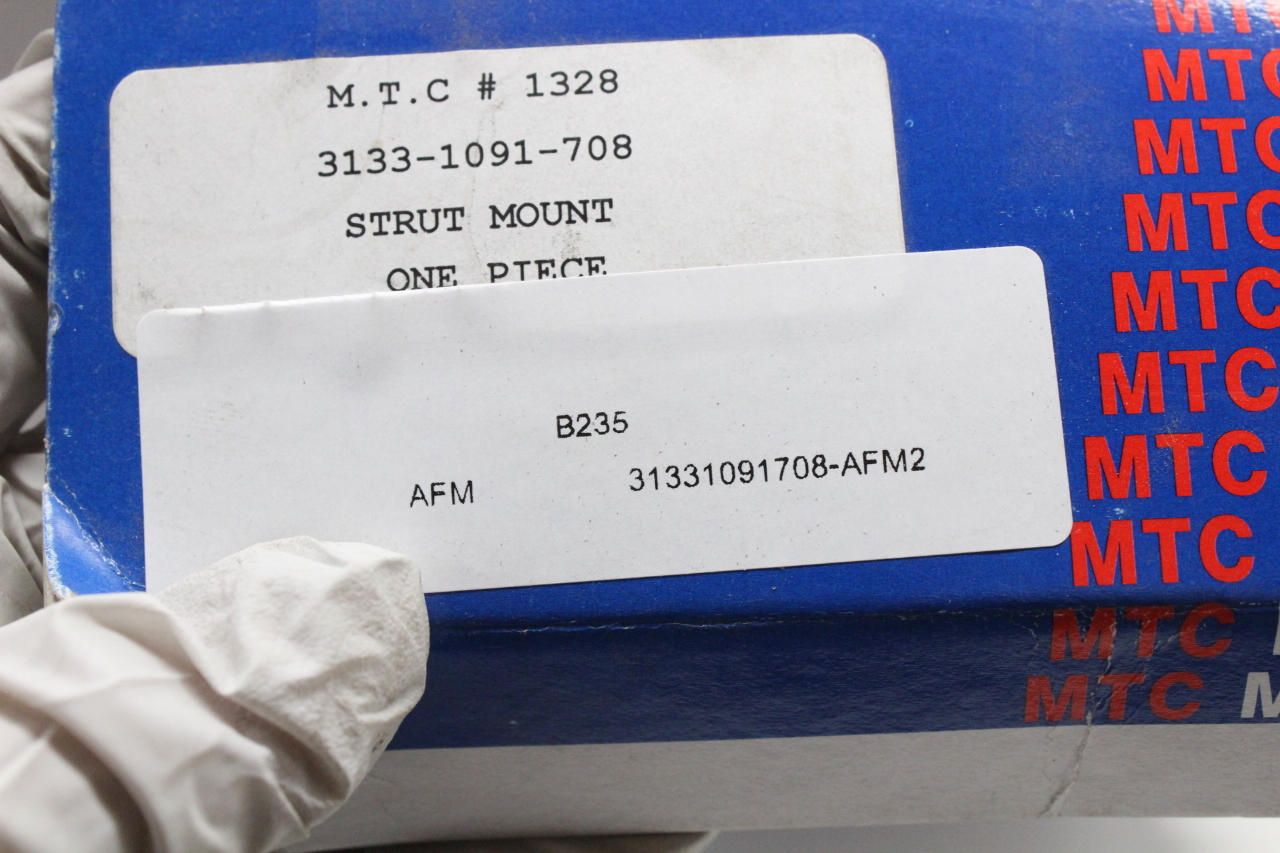 M.T.C # 1328
3133-1091-708
STRUT MOUNT
ONE PIECE
B235
AFM 31331091708-AFM2
MTC
MTC
MTC
MTC
MTC
MTC
MTC
MTC
MTC
MTC M